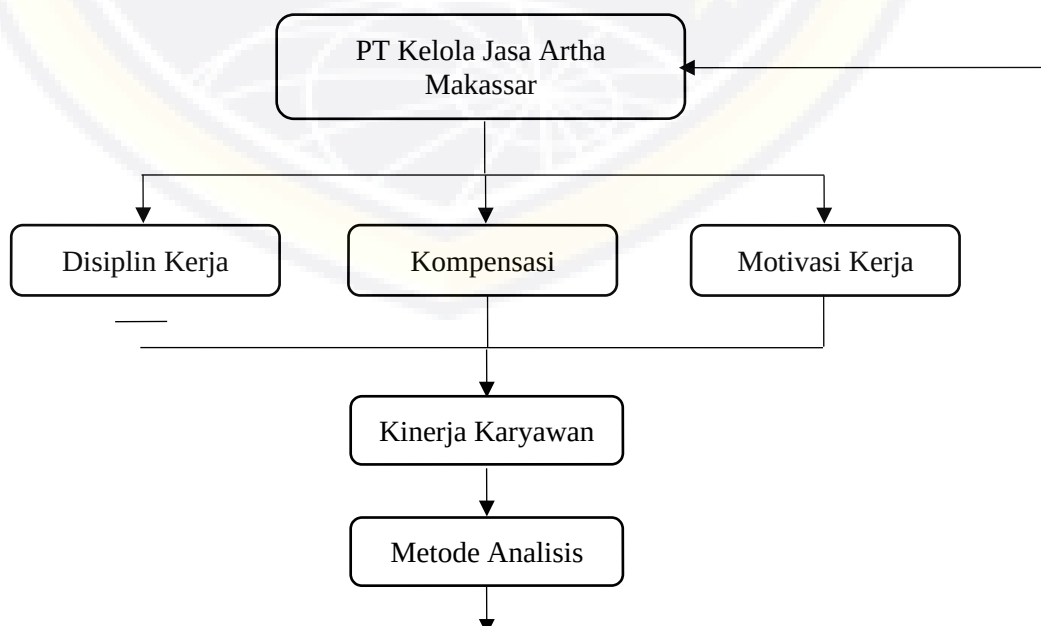 PT Kelola Jasa Artha
Makassar
Disiplin Kerja
Kompensasi
Motivasi Kerja
Kinerja Karyawan
Metode Analisis